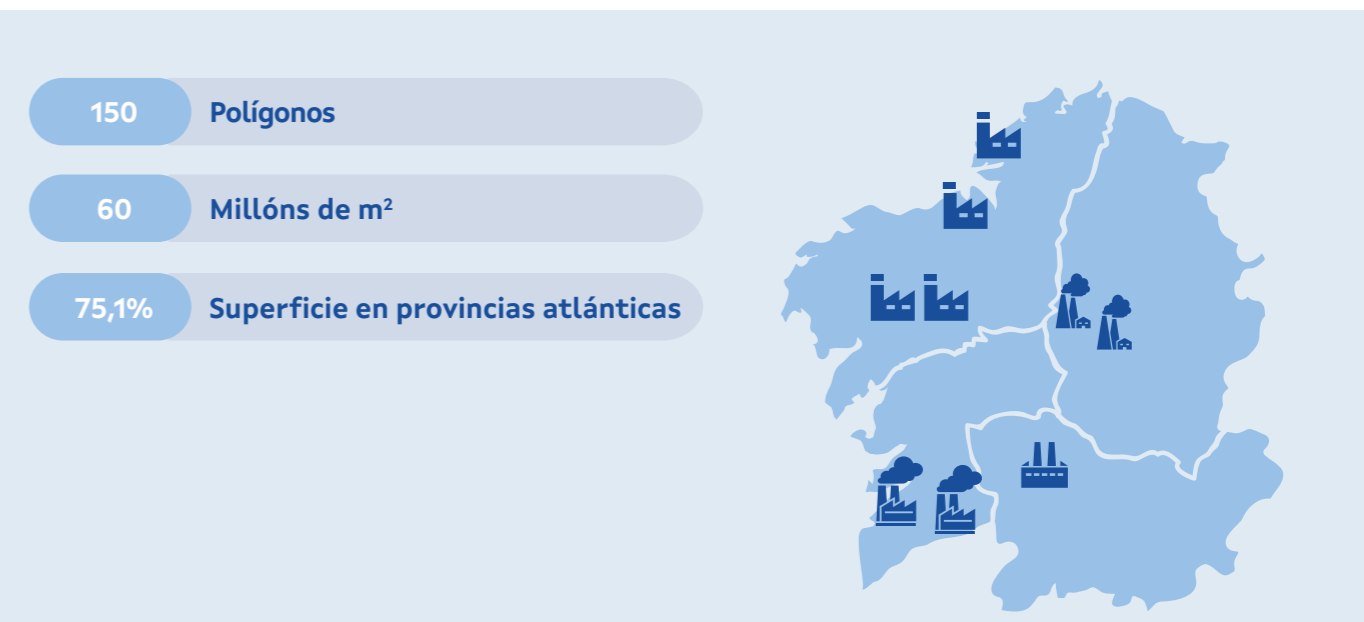 150 Polígonos
60 Millóns de m²
75,1% Superficie en provincias atlánticas